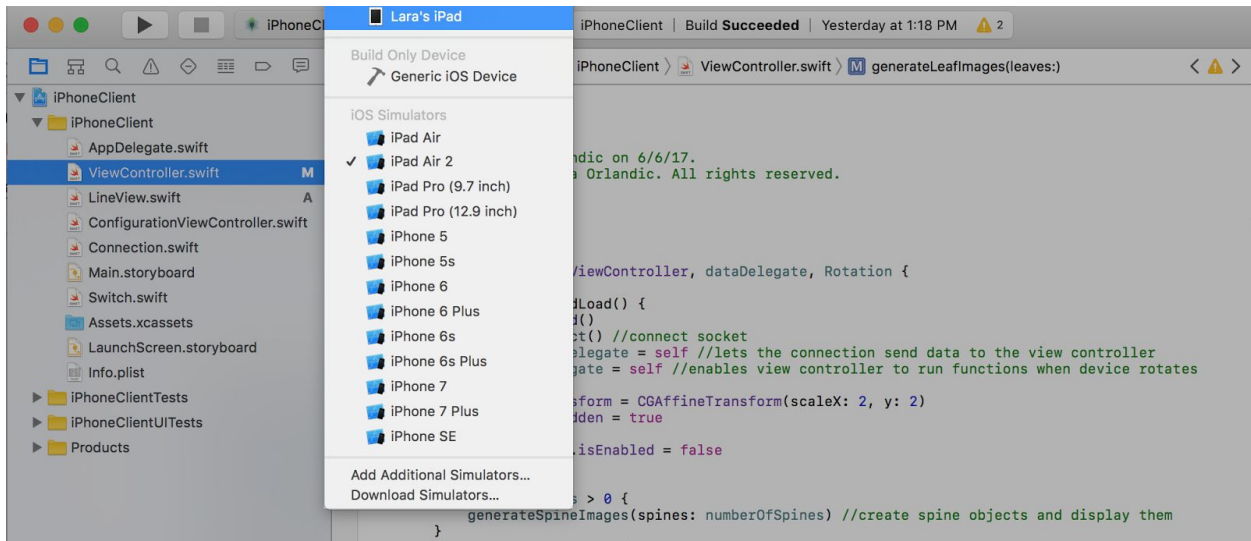 iPhoneCl
Lara's iPad
iPhoneClient | Build Succeeded | Yesterday at 1:18 PM 2
Build Only Device
Generic iOS Device
iOS Simulators
iPad Air
iPad Air 2
iPad Pro (9.7 inch)
iPad Pro (12.9 inch)
iPhone 5
iPhone 5s
iPhone 6
iPhone 6 Plus
iPhone 6s
iPhone 6s Plus
iPhone 7
iPhone 7 Plus
iPhone SE
Add Additional Simulators...
Download Simulators...
iPhoneClient
iPhoneClient
AppDelegate.swift
ViewController.swift M
LineView.swift A
ConfigurationViewController.swift
Connection.swift
Main.storyboard
Switch.swift
Assets.xcassets
LaunchScreen.storyboard
Info.plist
iPhoneClientTests
iPhoneClientUITests
Products
iPhoneClient 〉 ViewController.swift 〉 M generateLeafImages(leaves:) < >
ndic on 6/6/17.
a Orlandic. All rights reserved.
ViewController, dataDelegate, Rotation {
dLoad() {
d()
ct() //connect socket
elegate = self //lets the connection send data to the view controller
gate = self //enables view controller to run functions when device rotates
sform = CGAffineTransform(scaleX: 2, y: 2)
dden = true
.isEnabled = false
s > 0 {
generateSpineImages(spines: numberOfSpines) //create spine objects and display them
}